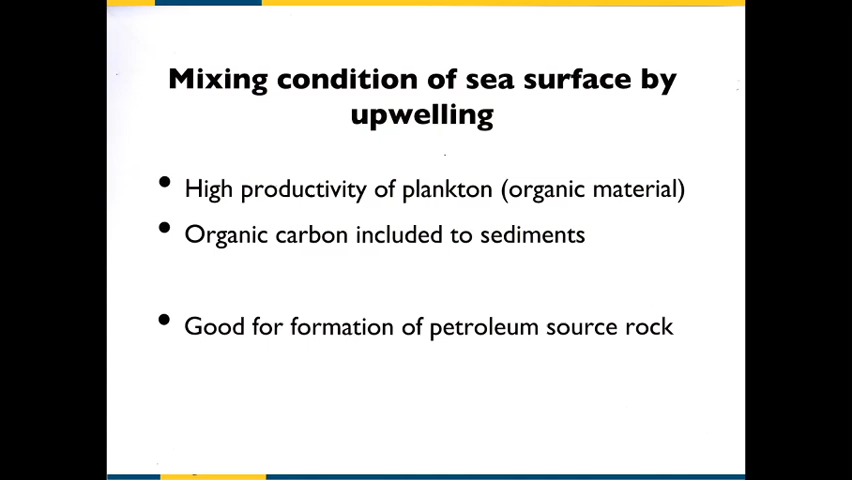 Mixing condition of sea surface by
upwelling
• High productivity of plankton (organic material)
• Organic carbon included to sediments
• Good for formation of petroleum source rock